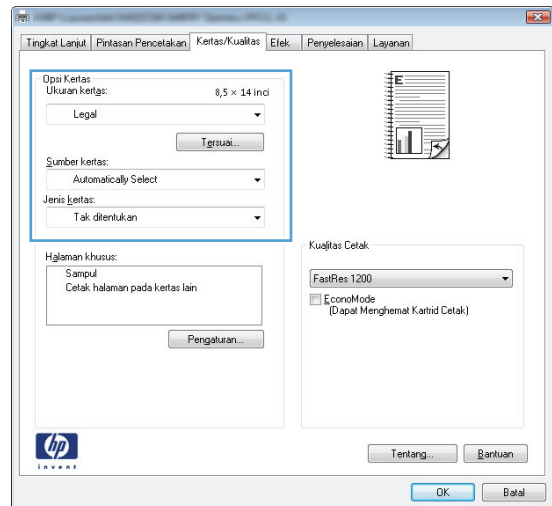 Tingkat Lanjut Pintasan Pencetakan Kertas/Kualitas Efek Penyelesaian Layanan
Opsi Kertas
Ukuran kertas: 8,5 × 14 inci
Legal
Tersuai...
Sumber kertas:
Automatically Select
Jenis kertas:
Tak ditentukan
E
Halaman khusus:
Sampul
Cetak halaman pada kertas lain
Pengaturan...
Kualitas Cetak
FastRes 1200
EconoMode
(Dapat Menghemat Kartrid Cetak)
hp
invent
Tentang... Bantuan
OK Batal